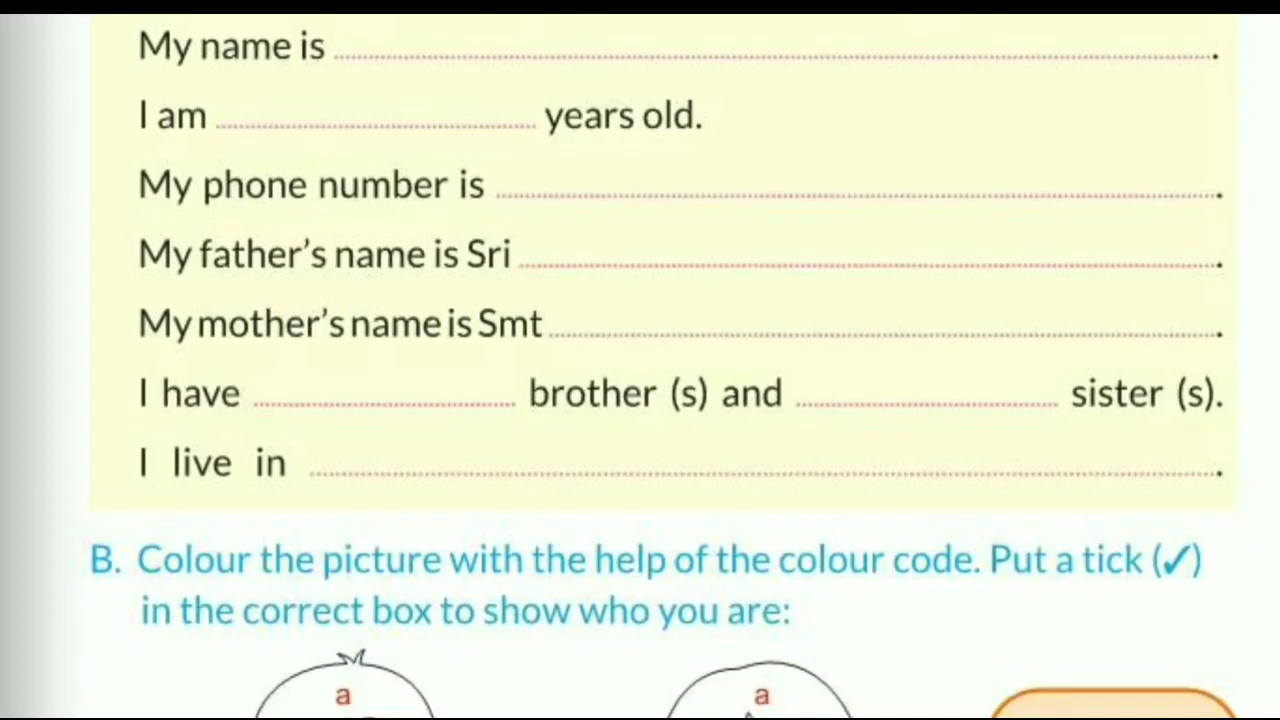 My name is ........................................................ .
I am ........................ years old.
My phone number is ........................................................ .
My father's name is Sri ........................................................ .
My mother's name is Smt ........................................................ .
I have ........................ brother (s) and ........................ sister (s).
I live in ........................................................ .
B. Colour the picture with the help of the colour code. Put a tick (✓)
in the correct box to show who you are:
a a